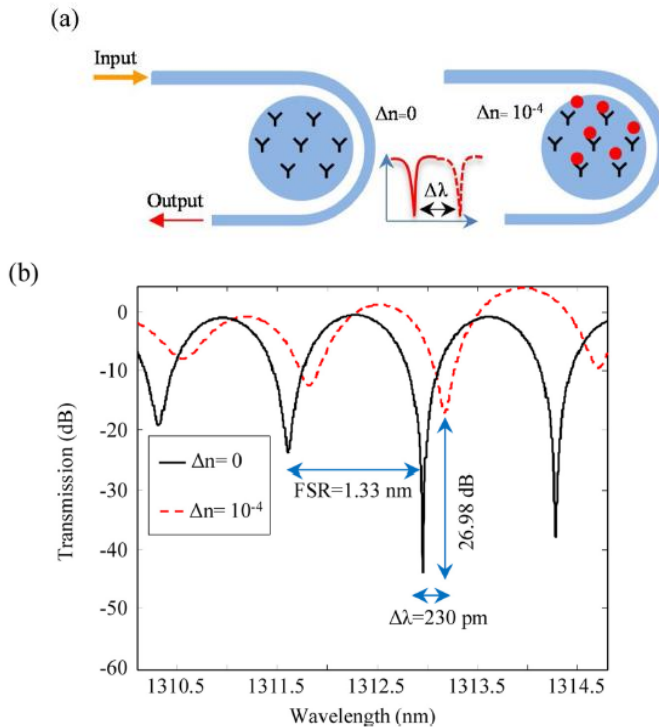 (a)
Input
Output
Δn=0
Δλ
Δn= 10⁻⁴
(b)
Transmission (dB)
0
-10
-20
-30
-40
-50
-60
Δn= 0
Δn= 10⁻⁴
FSR=1.33 nm
26.98 dB
Δλ=230 pm
1310.5
1311.5
1312.5
1313.5
1314.5
Wavelength (nm)